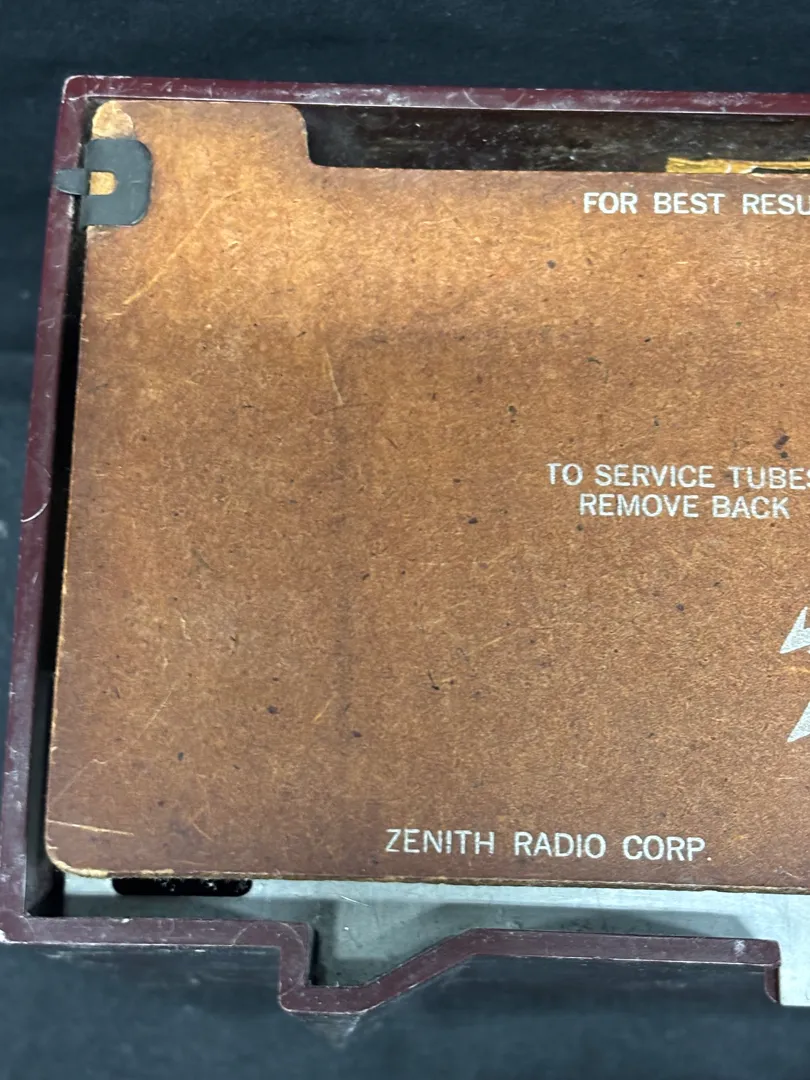 FOR BEST RESU
TO SERVICE TUBES
REMOVE BACK
ZENITH RADIO CORP.